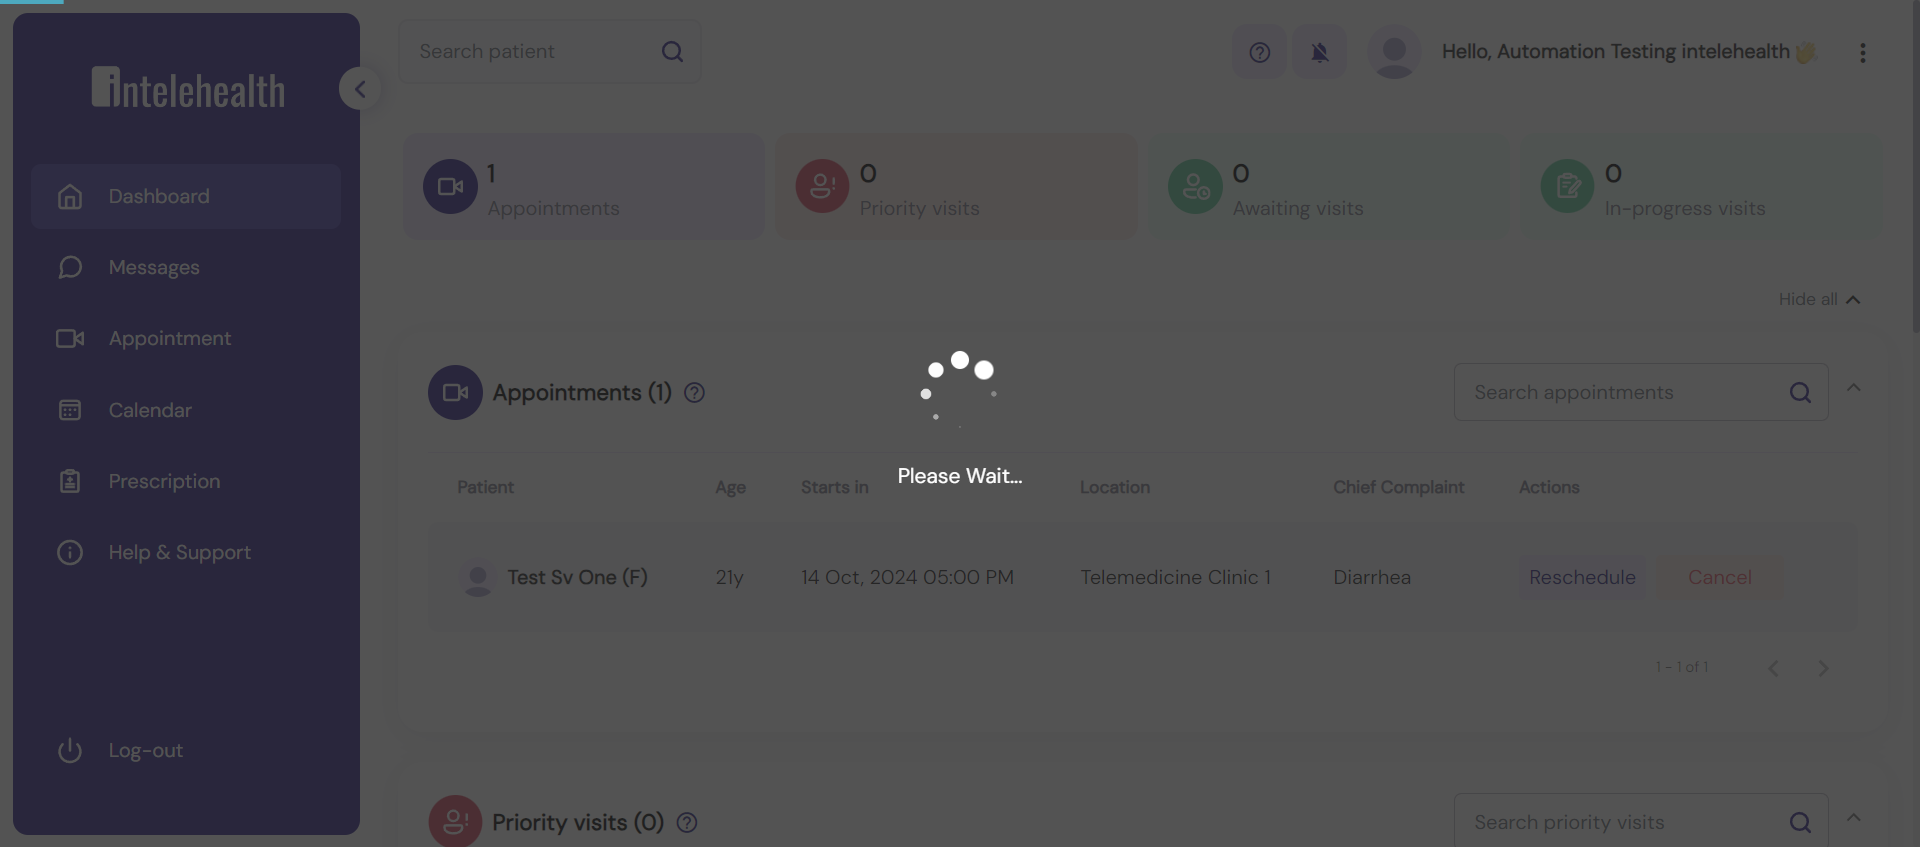 intelehealth
Dashboard
Messages
Appointment
Calendar
Prescription
Help & Support
Log-out
Search patient
Hello, Automation Testing intelehealth 👋
1
Appointments
0
Priority visits
0
Awaiting visits
0
In-progress visits
Hide all
Appointments (1)
Search appointments
Please Wait...
Patient Age Starts in Location Chief Complaint Actions
Test Sv One (F) 21y 14 Oct, 2024 05:00 PM Telemedicine Clinic 1 Diarrhea Reschedule Cancel
1 - 1 of 1
Priority visits (0)
Search priority visits